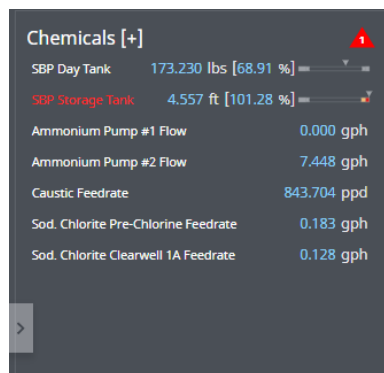 Chemicals [+]
1
SBP Day Tank 173.230 lbs [68.91 %]
SBP Storage Tank 4.557 ft [101.28 %]
Ammonium Pump #1 Flow 0.000 gph
Ammonium Pump #2 Flow 7.448 gph
Caustic Feedrate 843.704 ppd
Sod. Chlorite Pre-Chlorine Feedrate 0.183 gph
Sod. Chlorite Clearwell 1A Feedrate 0.128 gph